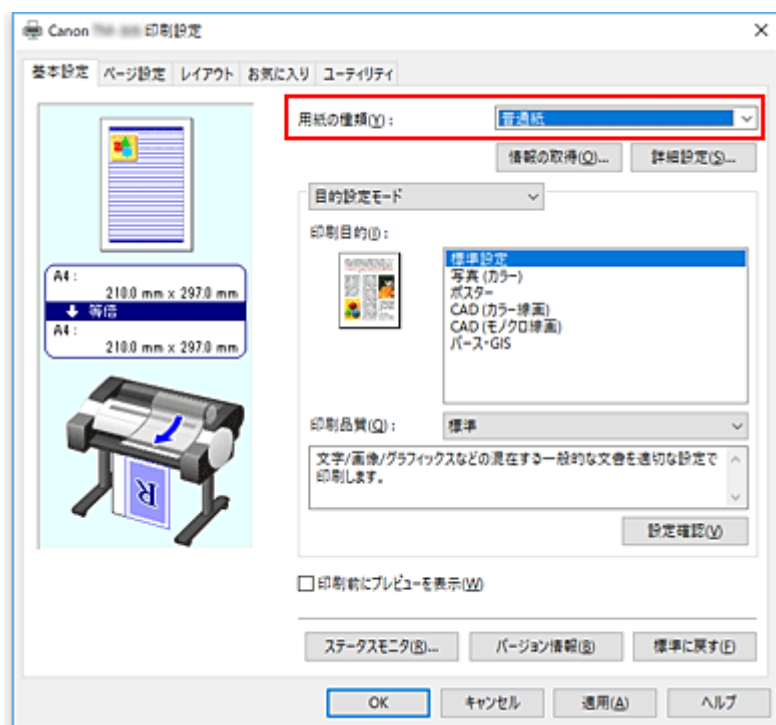 Canon 印刷設定
基本設定 ページ設定 レイアウト お気に入り ユーティリティ
用紙の種類(Y): 普通紙
情報の取得(O)... 詳細設定(S)...
目的設定モード
印刷目的(I):
標準設定
写真 (カラー)
ポスター
CAD (カラー線画)
CAD (モノクロ線画)
パース・GIS
A4 :
210.0 mm x 297.0 mm
等倍
A4 :
210.0 mm x 297.0 mm
R
印刷品質(Q): 標準
文字/画像/グラフィックスなどの混在する一般的な文書を適切な設定で
印刷します。
設定確認(V)
印刷前にプレビューを表示(W)
ステータスモニタ(R)... バージョン情報(B) 標準に戻す(F)
OK キャンセル 適用(A) ヘルプ